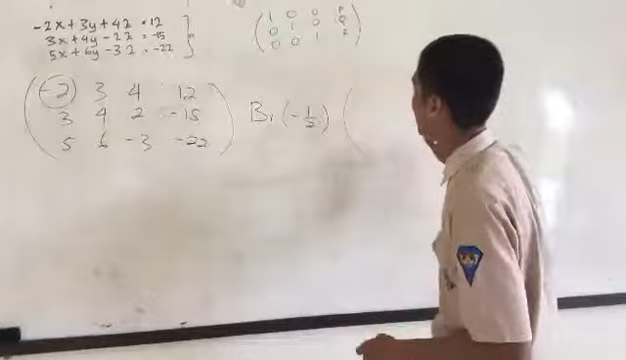 -2x+3y+4z=12
3x+4y-2z=-15
5x+6y-3z=-22
1 0 0 P
0 1 0 Q
0 0 1 R
-2 3 4 12
3 4 2 -15
5 6 -3 -22
B₁(-1/2)